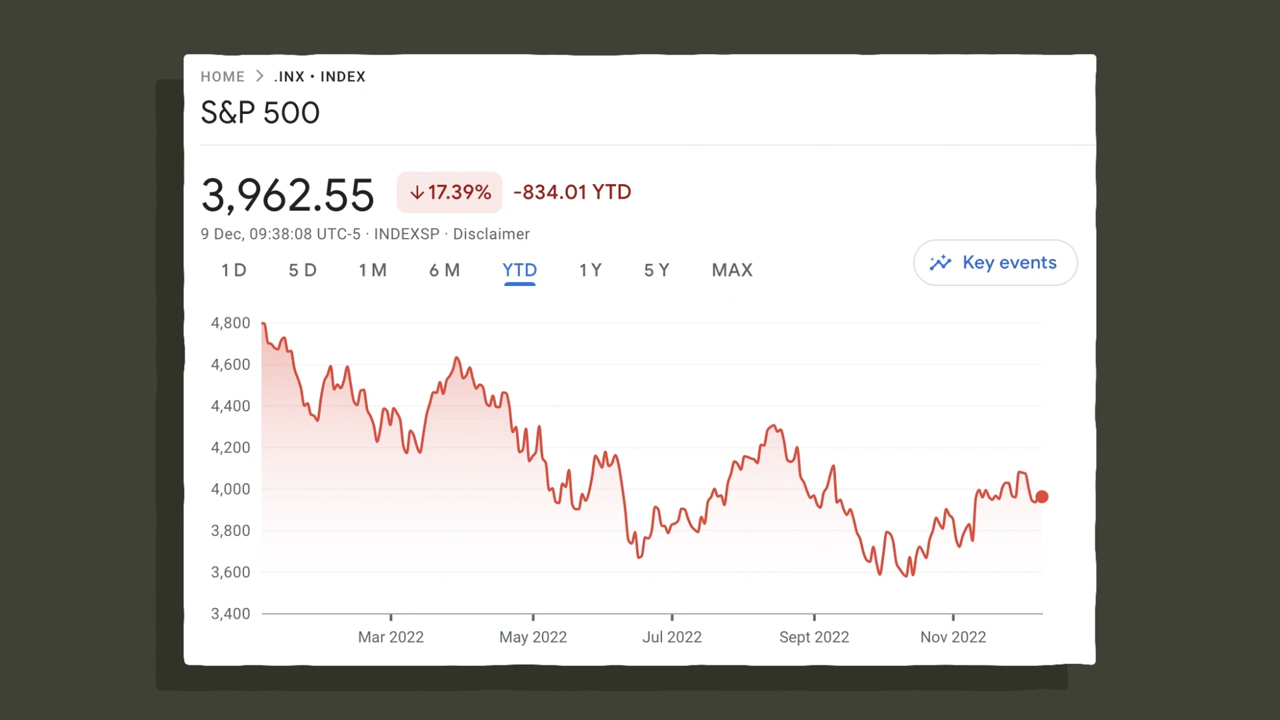 HOME > .INX • INDEX
S&P 500
3,962.55 ↓17.39% -834.01 YTD
9 Dec, 09:38:08 UTC-5 · INDEXSP · Disclaimer
1 D 5 D 1 M 6 M YTD 1 Y 5 Y MAX
Key events
4,800
4,600
4,400
4,200
4,000
3,800
3,600
3,400
Mar 2022 May 2022 Jul 2022 Sept 2022 Nov 2022